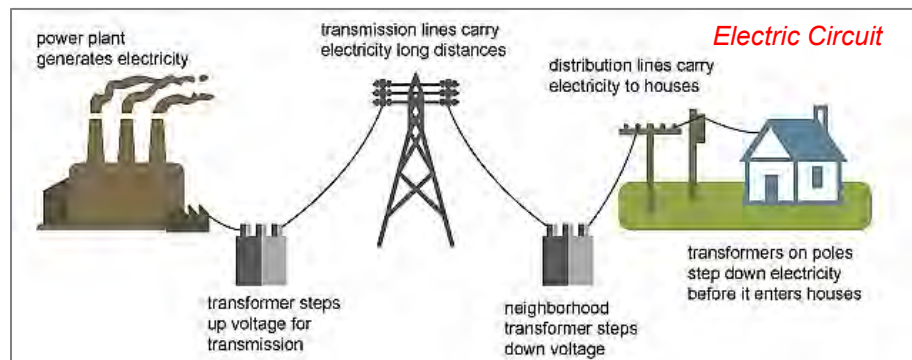 power plant
generates electricity
transmission lines carry
electricity long distances
Electric Circuit
distribution lines carry
electricity to houses
transformer steps
up voltage for
transmission
neighborhood
transformer steps
down voltage
transformers on poles
step down electricity
before it enters houses